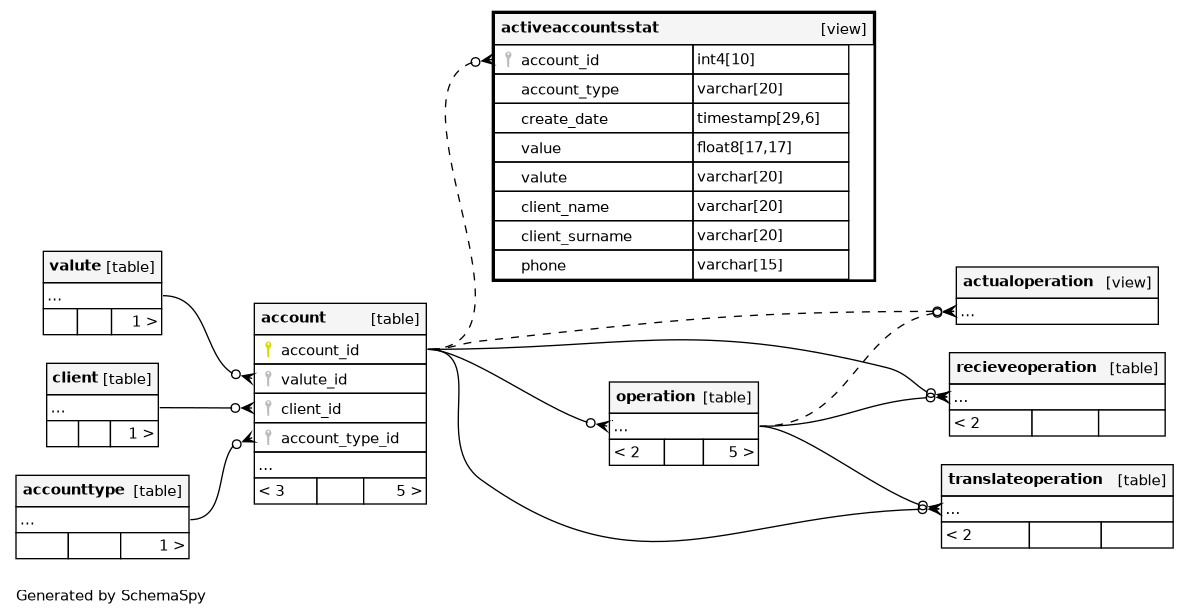 activeaccountsstat [view]
account_id int4[10]
account_type varchar[20]
create_date timestamp[29,6]
value float8[17,17]
valute varchar[20]
client_name varchar[20]
client_surname varchar[20]
phone varchar[15]
valute [table]
...
1 >
client [table]
...
1 >
accounttype [table]
...
1 >
account [table]
account_id
valute_id
client_id
account_type_id
...
< 3 5 >
operation [table]
...
< 2 5 >
actualoperation [view]
...
recieveoperation [table]
...
< 2
translateoperation [table]
...
< 2
Generated by SchemaSpy